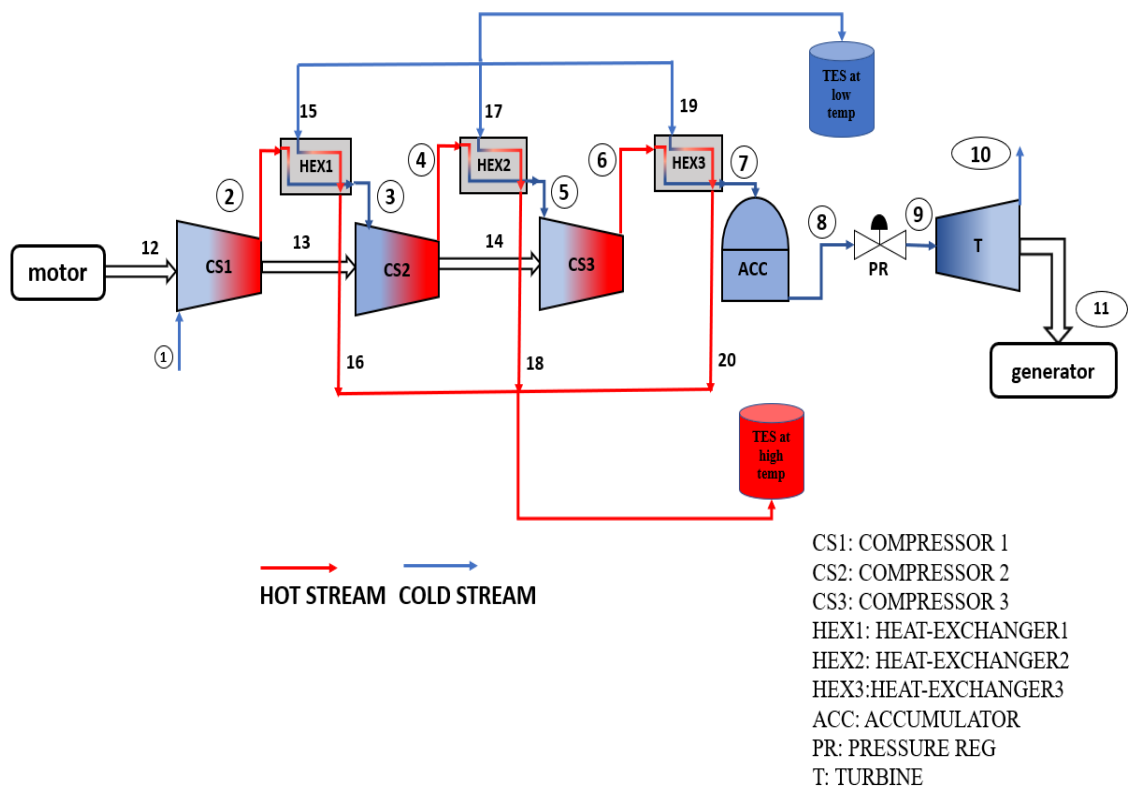 TES at
low
temp
15
17
19
HEX1
HEX2
HEX3
2
3
4
5
6
7
8
9
10
12
13
14
motor
CS1
CS2
CS3
ACC
PR
T
1
16
18
20
11
generator
TES at
high
temp
HOT STREAM
COLD STREAM
CS1: COMPRESSOR 1
CS2: COMPRESSOR 2
CS3: COMPRESSOR 3
HEX1: HEAT-EXCHANGER1
HEX2: HEAT-EXCHANGER2
HEX3:HEAT-EXCHANGER3
ACC: ACCUMULATOR
PR: PRESSURE REG
T: TURBINE